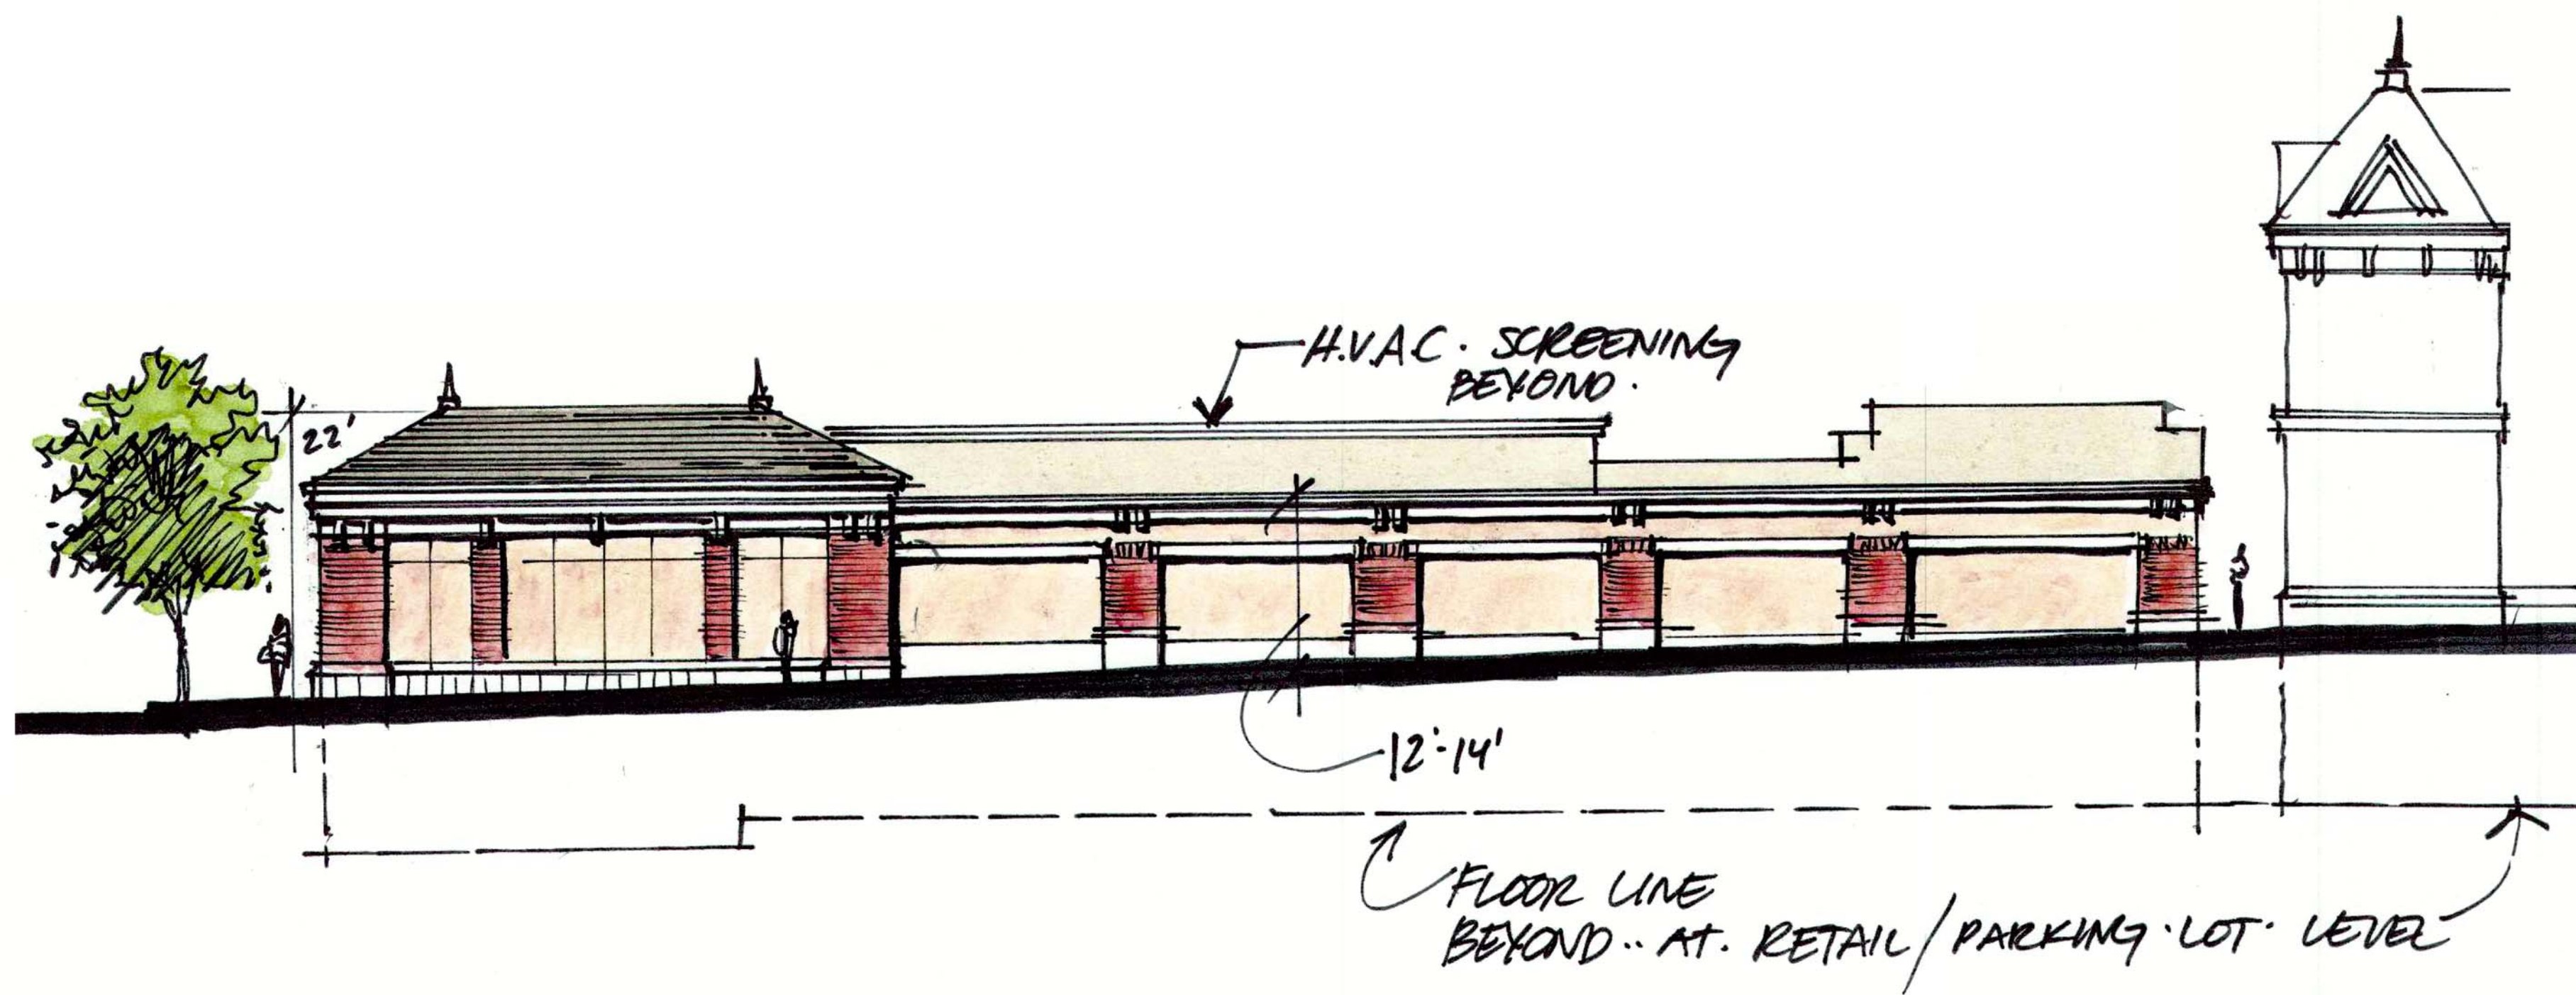 H.V.A.C. SCREENING
BEYOND.
22'
12'-14'
FLOOR LINE
BEYOND.. AT. RETAIL/PARKING.LOT. LEVEL